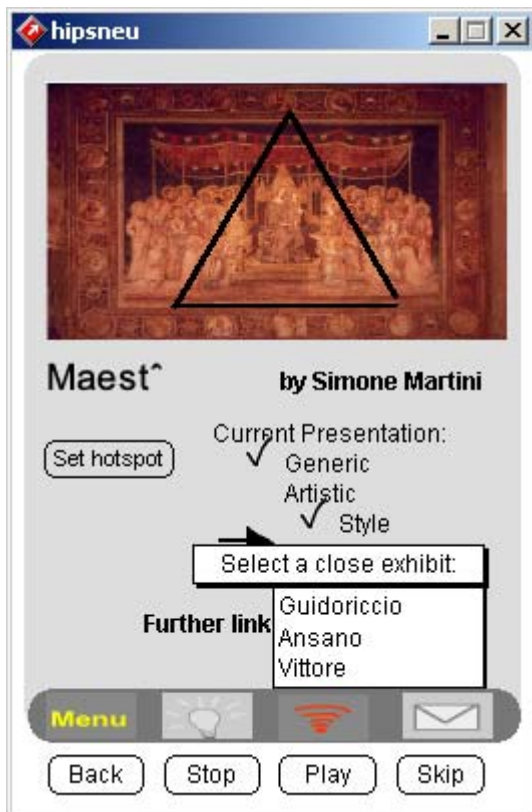 hipsneu
Maestˆ by Simone Martini
Current Presentation:
Set hotspot
Generic
Artistic
Style
Select a close exhibit:
Guidoriccio
Further link
Ansano
Vittore
Menu
Back Stop Play Skip